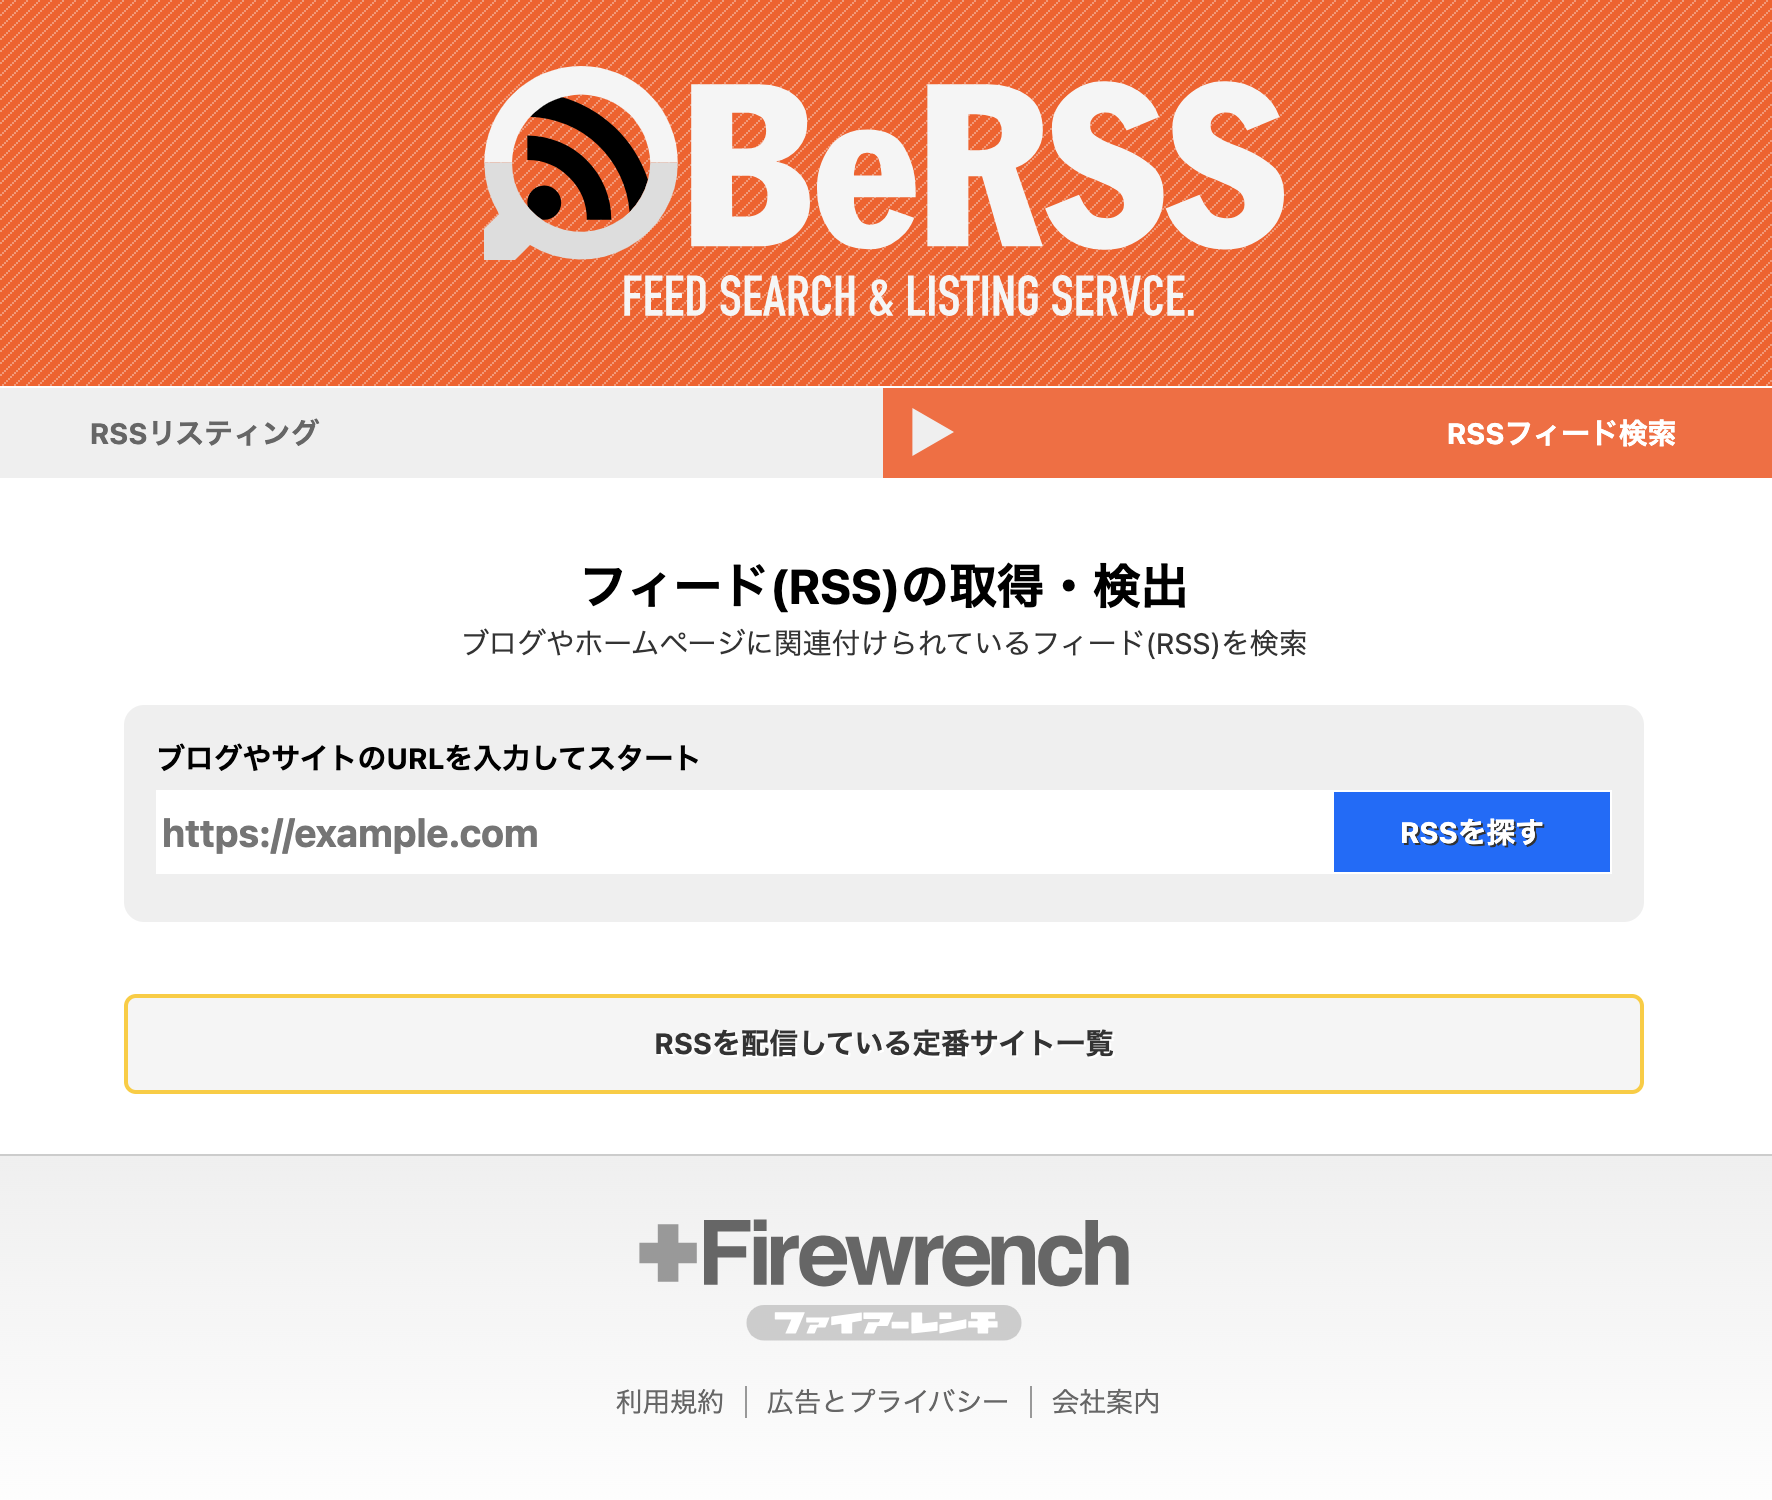 BeRSS
FEED SEARCH & LISTING SERVCE.
RSSリスティング
RSSフィード検索
フィード(RSS)の取得・検出
ブログやホームページに関連付けられているフィード(RSS)を検索
ブログやサイトのURLを入力してスタート
https://example.com
RSSを探す
RSSを配信している定番サイト一覧
Firewrench
ファイアーレンチ
利用規約
広告とプライバシー
会社案内